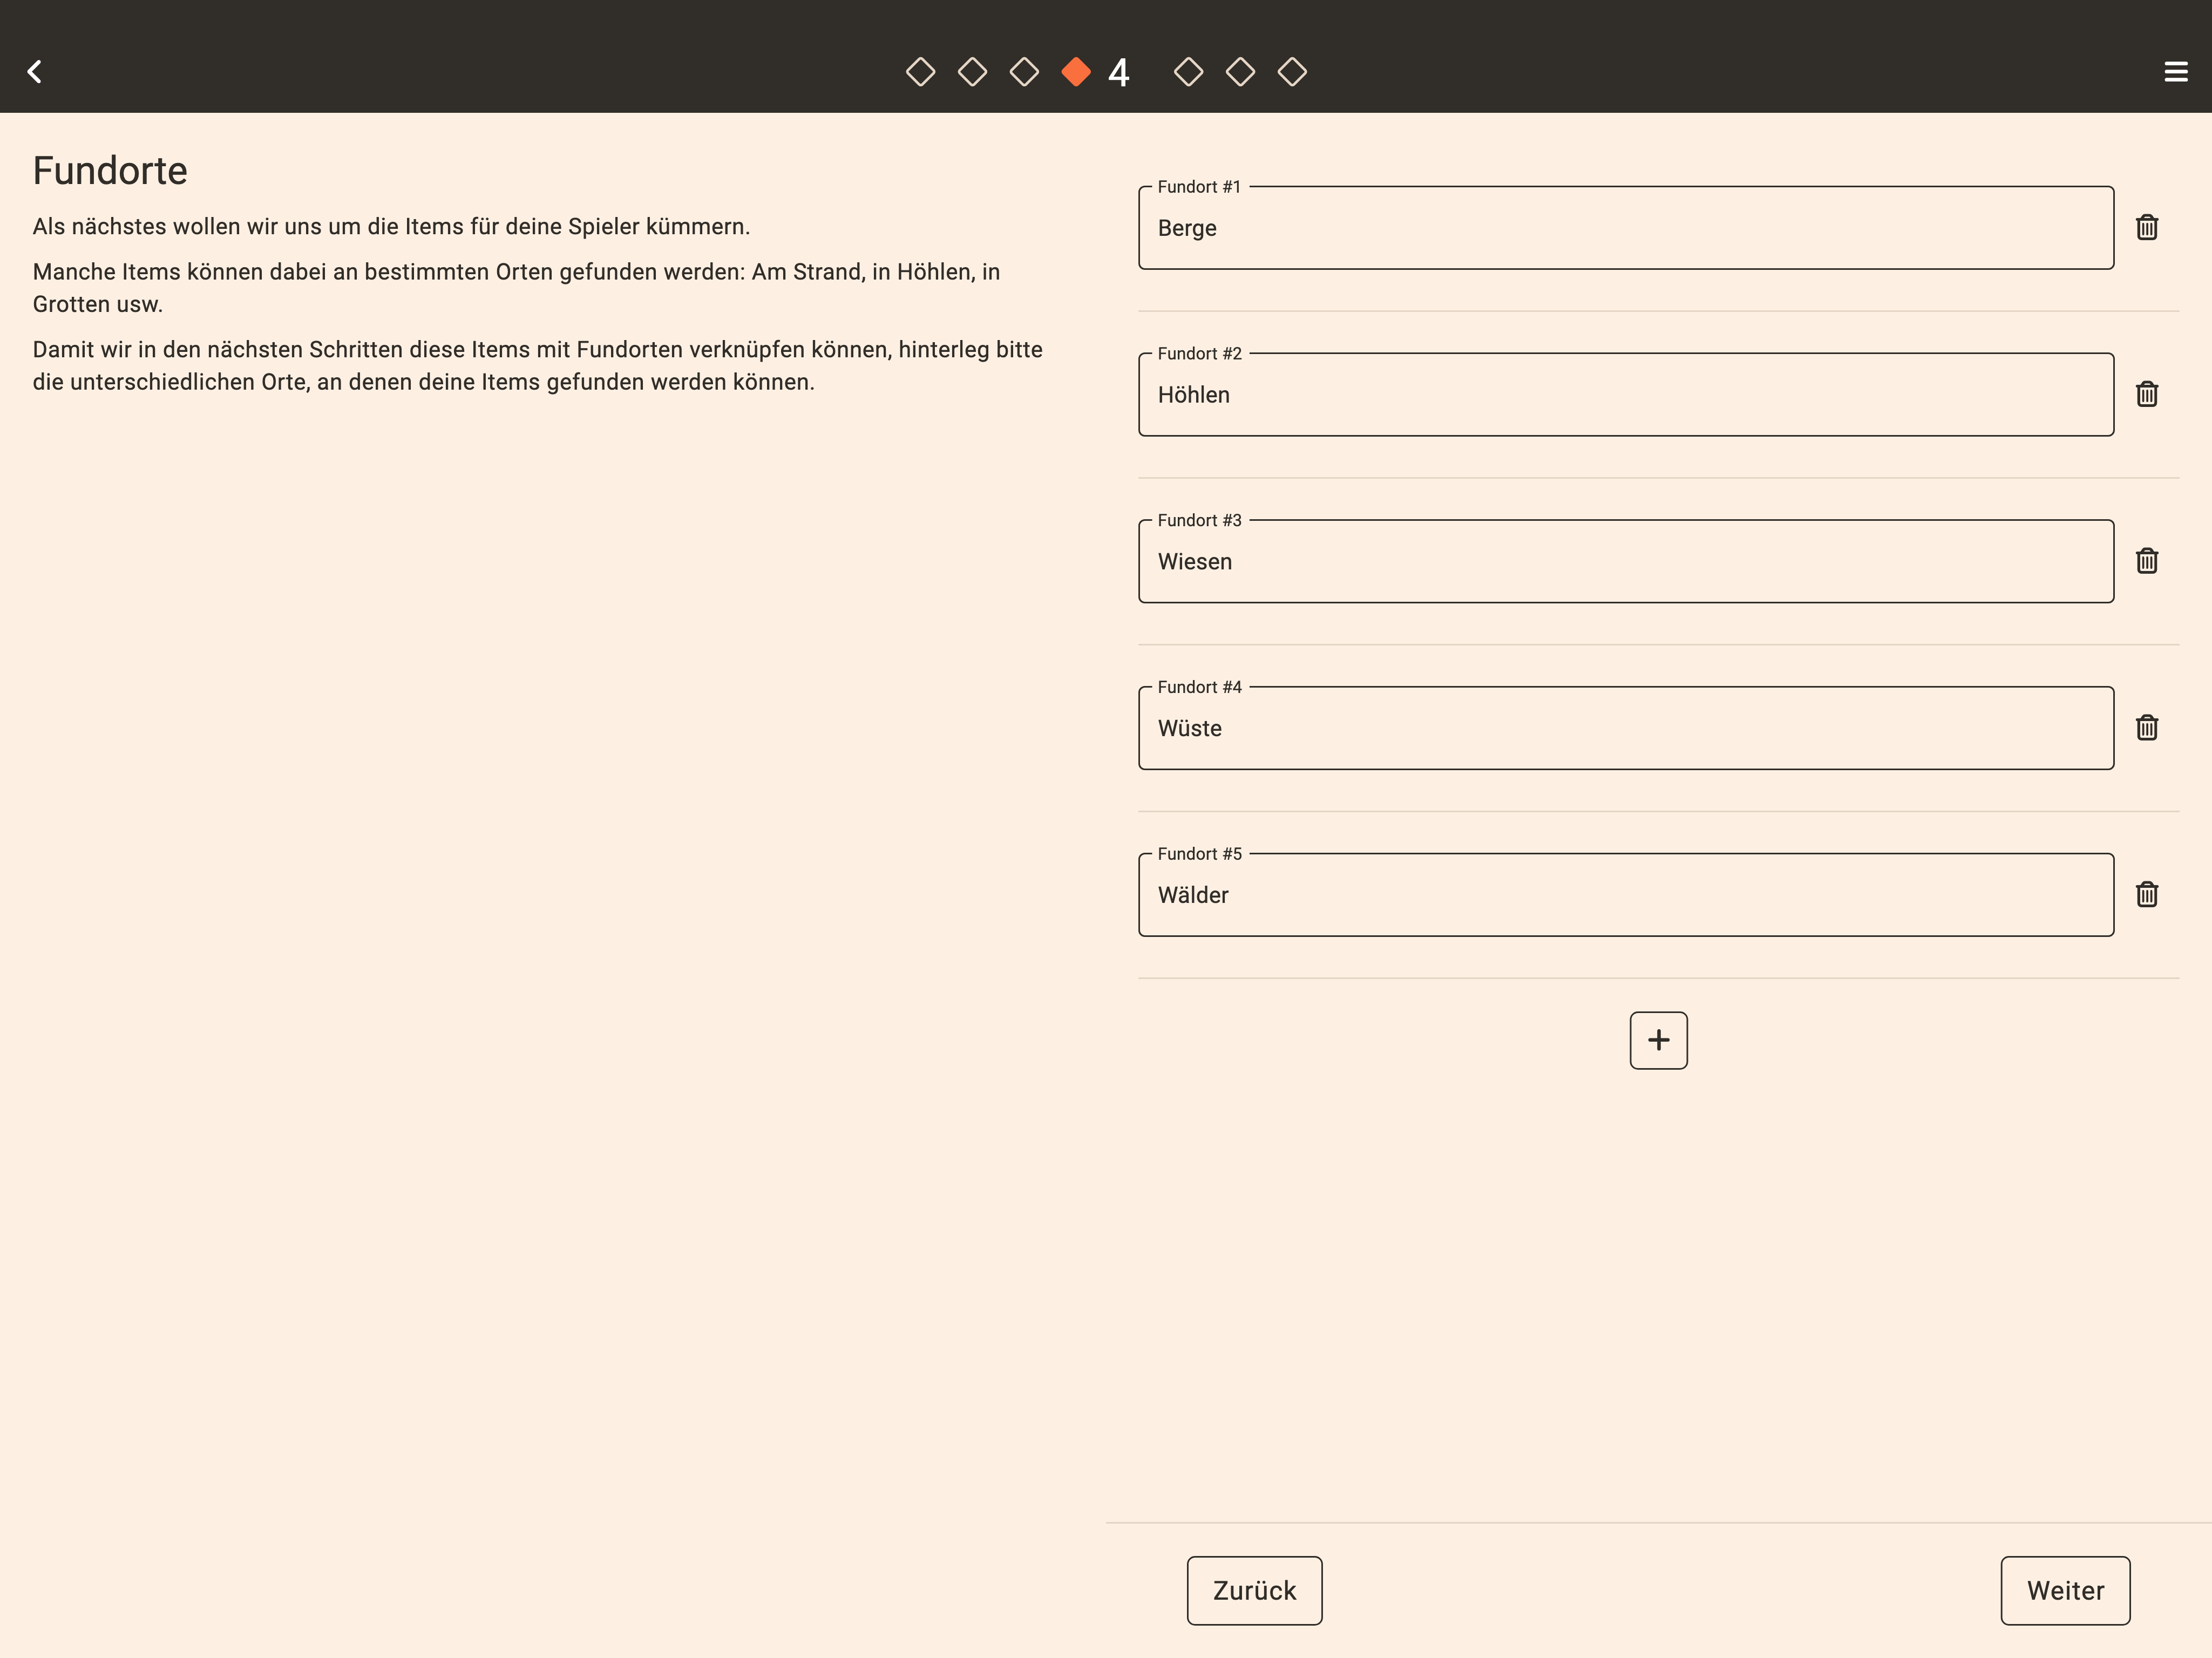 4
Fundorte
Als nächstes wollen wir uns um die Items für deine Spieler kümmern.
Manche Items können dabei an bestimmten Orten gefunden werden: Am Strand, in Höhlen, in
Grotten usw.
Damit wir in den nächsten Schritten diese Items mit Fundorten verknüpfen können, hinterleg bitte
die unterschiedlichen Orte, an denen deine Items gefunden werden können.
Fundort #1
Berge
Fundort #2
Höhlen
Fundort #3
Wiesen
Fundort #4
Wüste
Fundort #5
Wälder
Zurück
Weiter